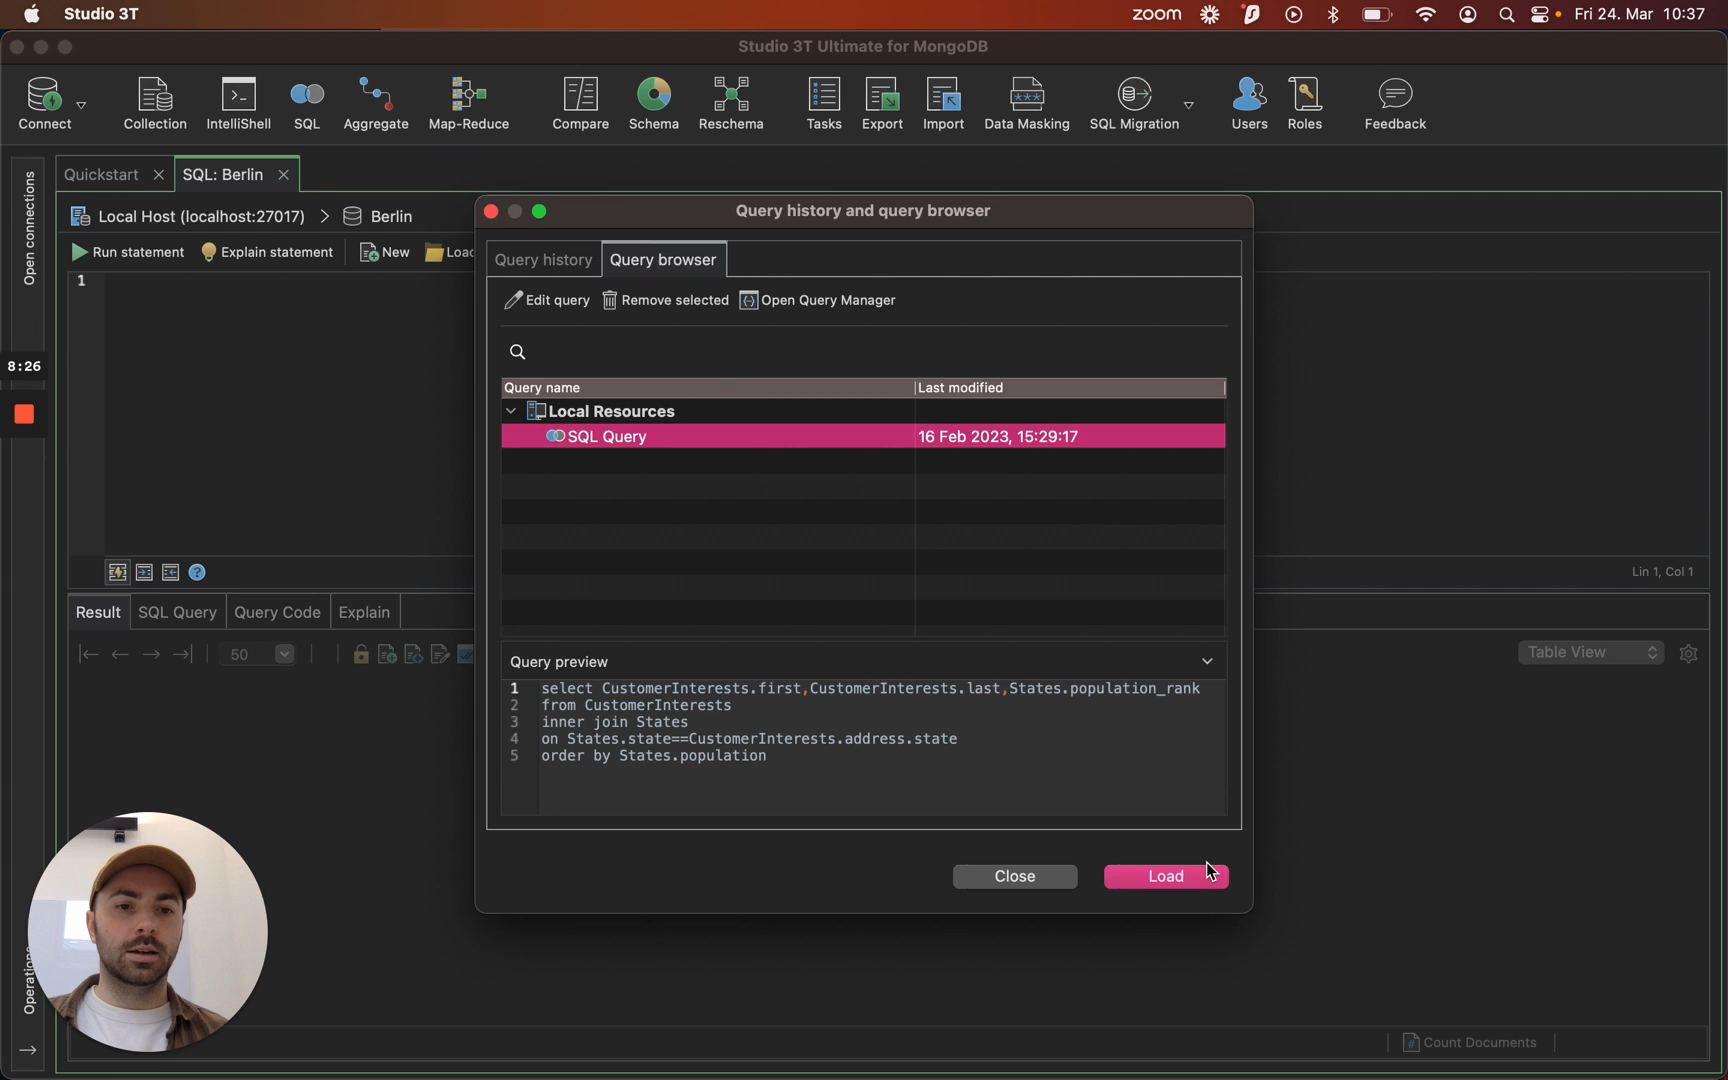 Studio 3T
zoom
Fri 24. Mar 10:37
Studio 3T Ultimate for MongoDB
Connect
Collection
IntelliShell
SQL
Aggregate
Map-Reduce
Compare
Schema
Reschema
Tasks
Export
Import
Data Masking
SQL Migration
Users
Roles
Feedback
Open connections
Quickstart
SQL: Berlin
Local Host (localhost:27017) > Berlin
Run statement
Explain statement
New
1
8:26
Query history and query browser
Query history
Query browser
Edit query
Remove selected
Open Query Manager
Query name
Last modified
Local Resources
SQL Query
16 Feb 2023, 15:29:17
Query preview
1 select CustomerInterests.first,CustomerInterests.last,States.population_rank
2 from CustomerInterests
3 inner join States
4 on States.state==CustomerInterests.address.state
5 order by States.population
Close
Load
Lin 1, Col 1
Result
SQL Query
Query Code
Explain
50
Table View
Count Documents